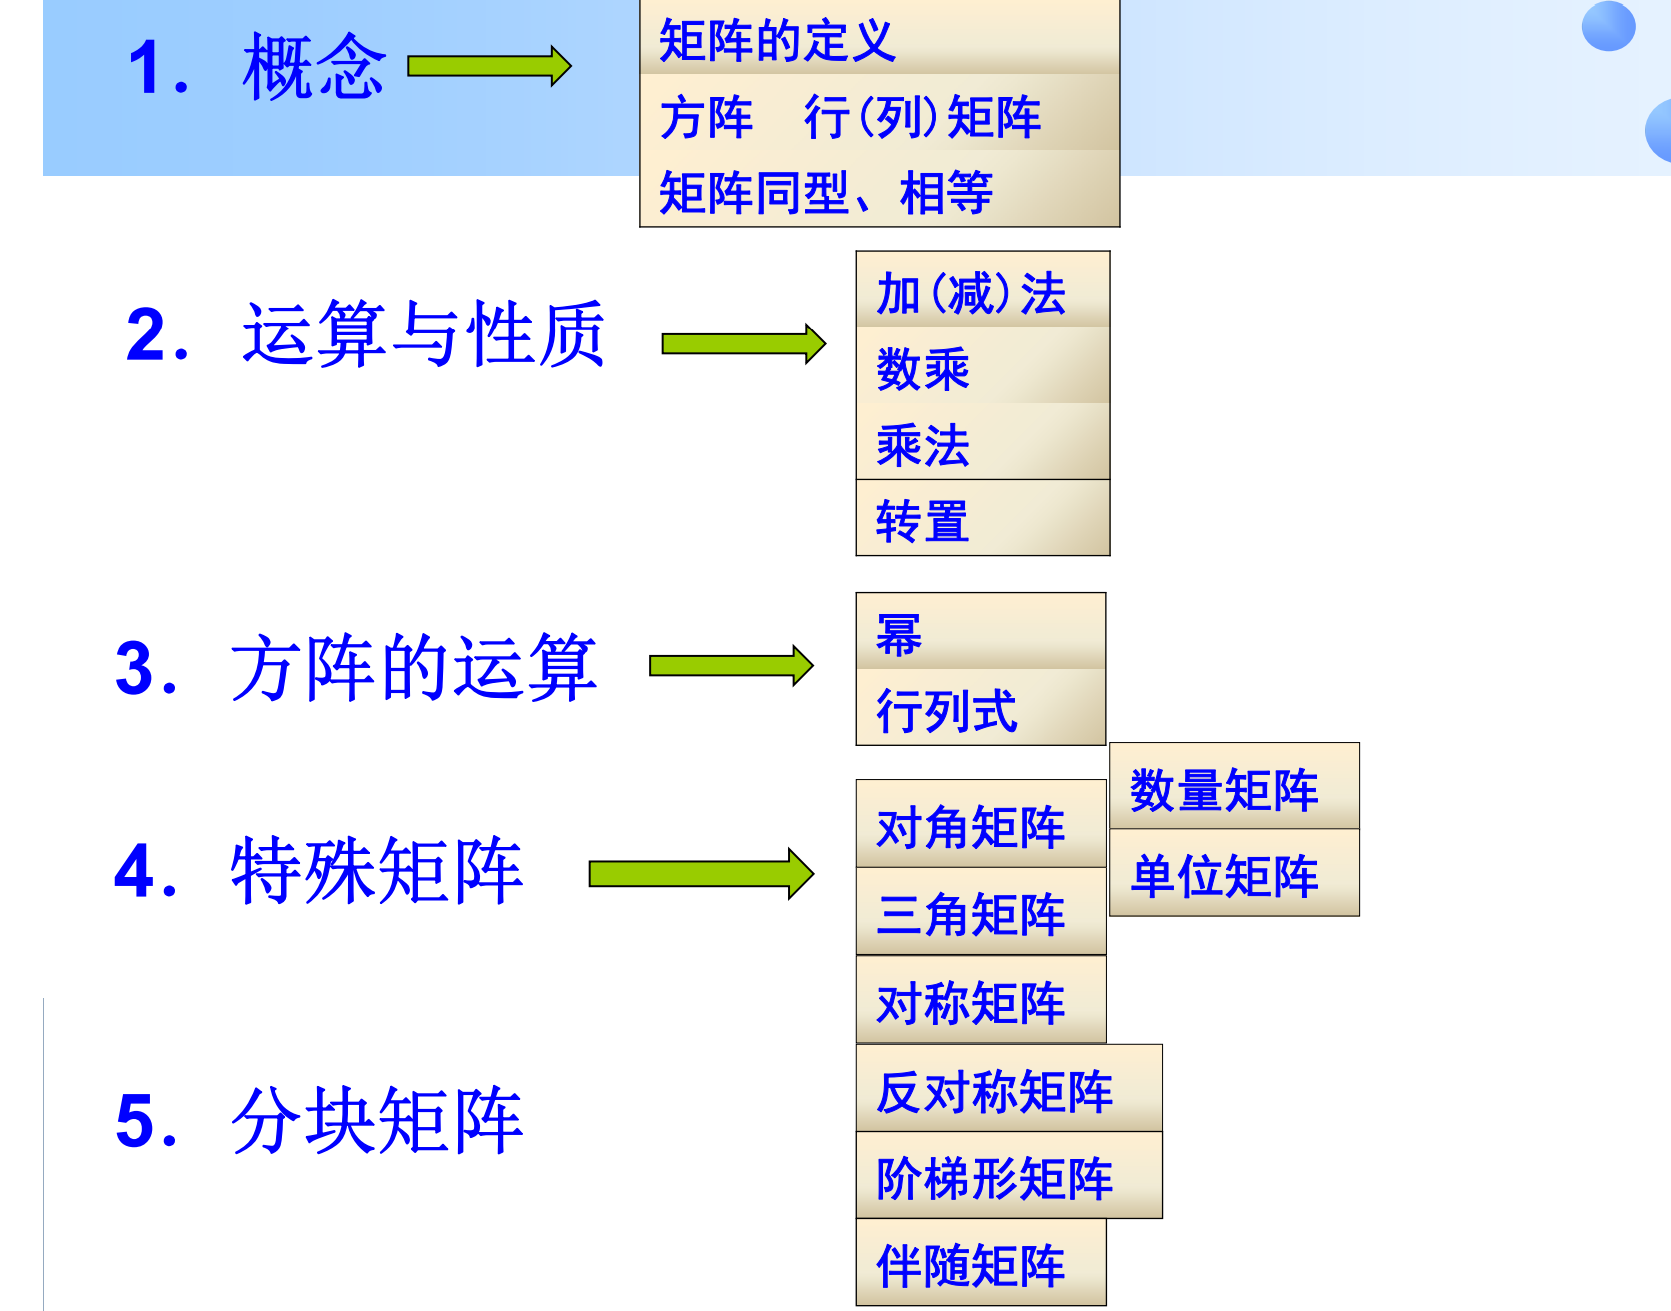 1. 概念
矩阵的定义
方阵 行(列)矩阵
矩阵同型、相等
2. 运算与性质
加(减)法
数乘
乘法
转置
3. 方阵的运算
幂
行列式
4. 特殊矩阵
对角矩阵
数量矩阵
单位矩阵
三角矩阵
对称矩阵
反对称矩阵
阶梯形矩阵
伴随矩阵
5. 分块矩阵